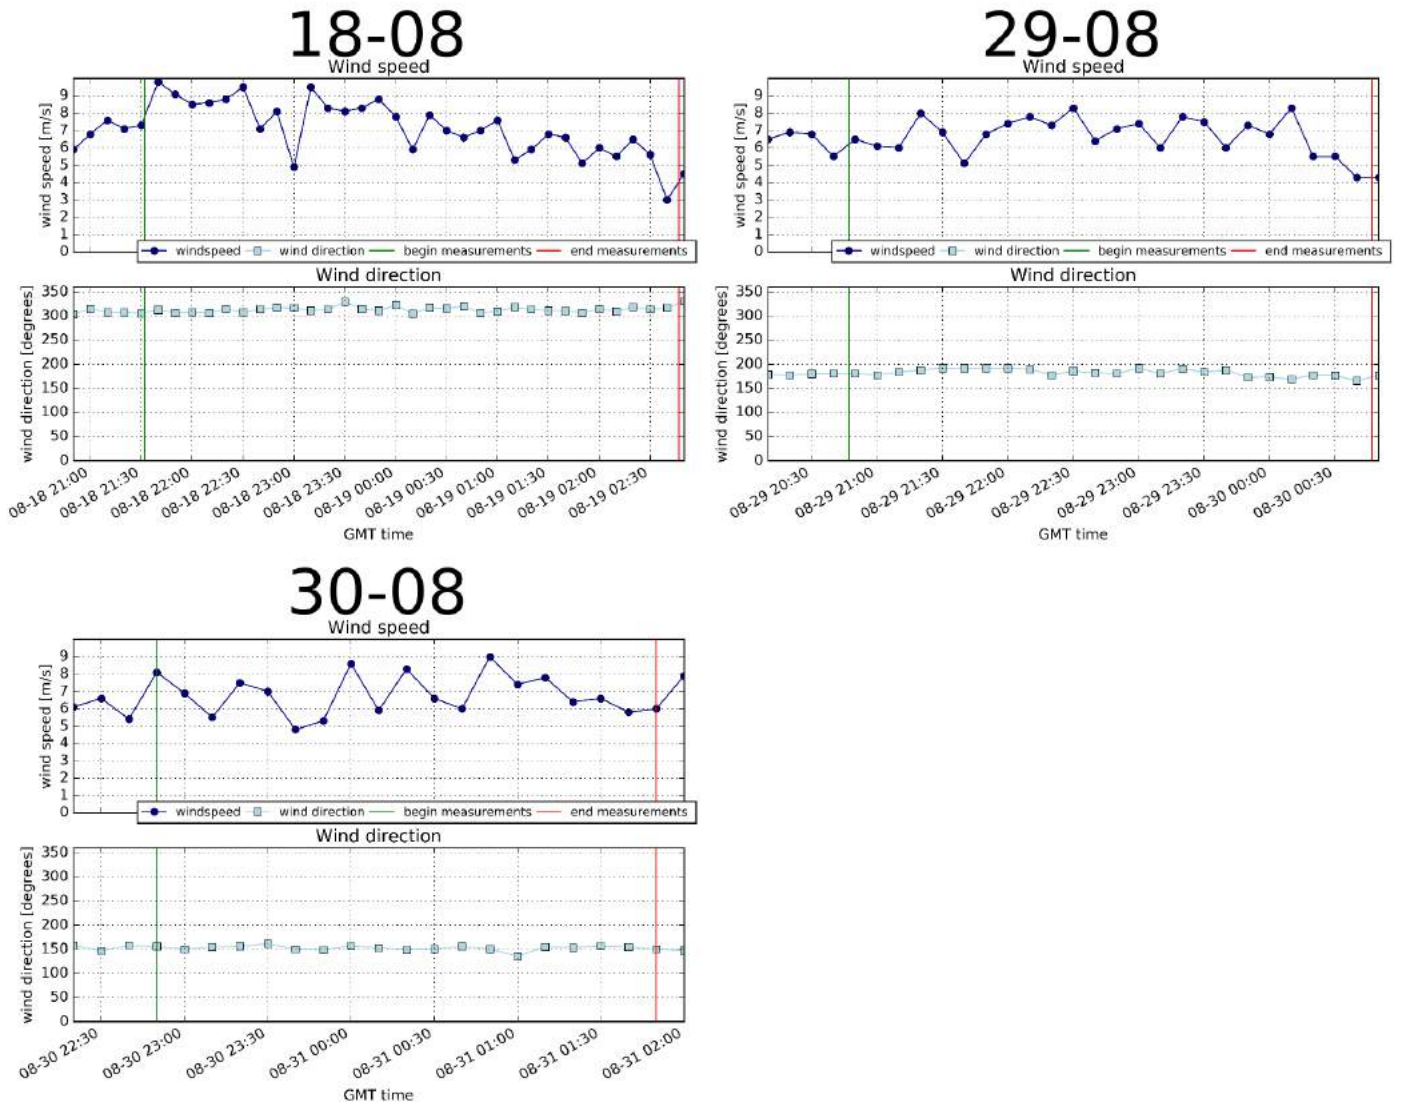 18-08
Wind speed
wind speed [m/s]
9
8
7
6
5
4
3
2
1
0
windspeed wind direction begin measurements end measurements
Wind direction
wind direction [degrees]
350
300
250
200
150
100
50
0
08-18 21:00 08-18 21:30 08-18 22:00 08-18 22:30 08-18 23:00 08-18 23:30 08-19 00:00 08-19 00:30 08-19 01:00 08-19 01:30 08-19 02:00 08-19 02:30
GMT time
29-08
Wind speed
wind speed [m/s]
9
8
7
6
5
4
3
2
1
0
windspeed wind direction begin measurements end measurements
Wind direction
wind direction [degrees]
350
300
250
200
150
100
50
0
08-29 20:30 08-29 21:00 08-29 21:30 08-29 22:00 08-29 22:30 08-29 23:00 08-29 23:30 08-30 00:00 08-30 00:30
GMT time
30-08
Wind speed
wind speed [m/s]
9
8
7
6
5
4
3
2
1
0
windspeed wind direction begin measurements end measurements
Wind direction
wind direction [degrees]
350
300
250
200
150
100
50
0
08-30 22:30 08-30 23:00 08-30 23:30 08-31 00:00 08-31 00:30 08-31 01:00 08-31 01:30 08-31 02:00
GMT time